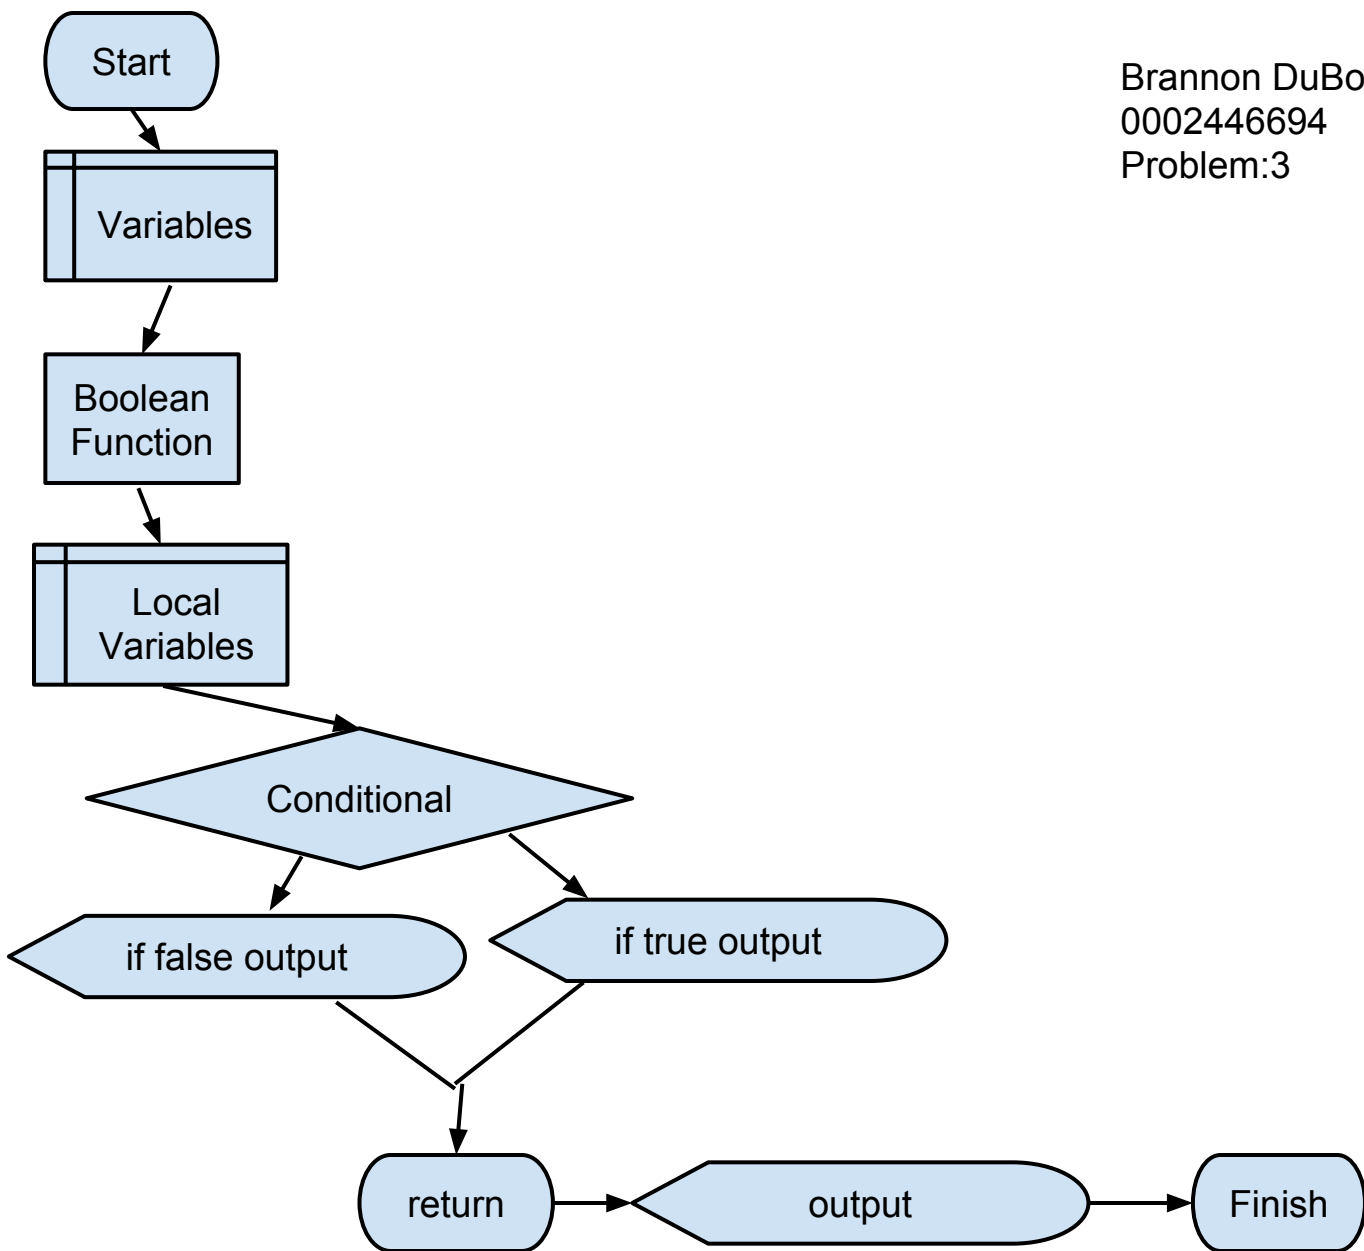 Start
Brannon DuBo
0002446694
Problem:3
Variables
Boolean
Function
Local
Variables
Conditional
if false output
if true output
return
output
Finish